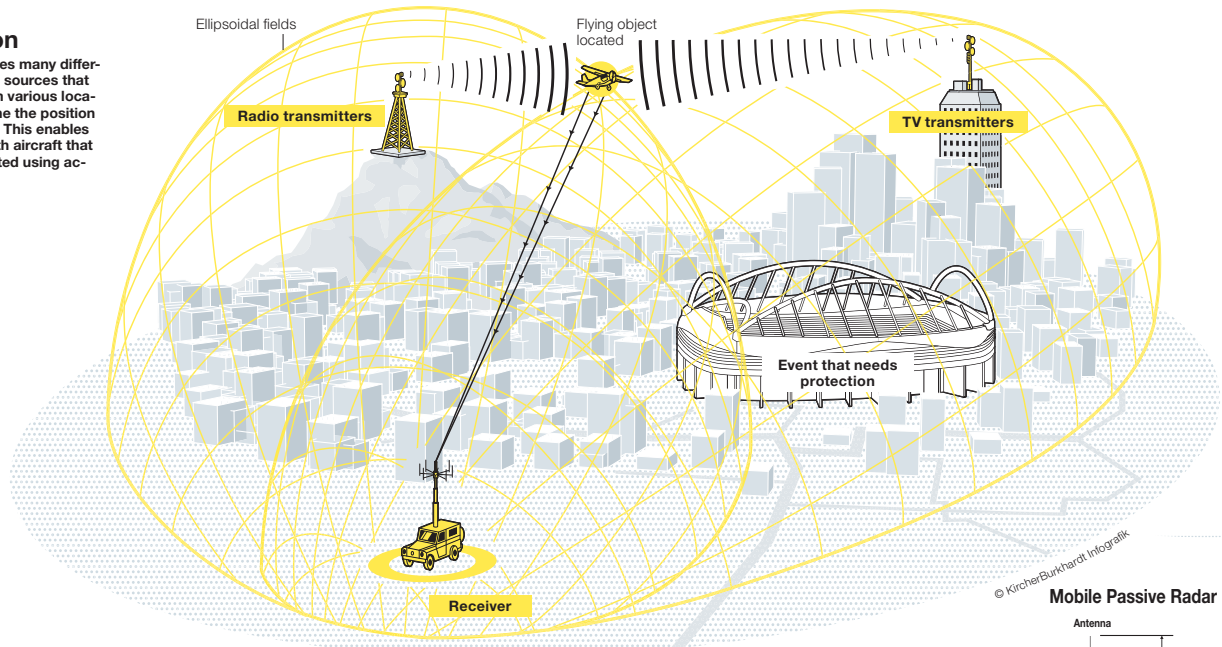 on
es many differ-
sources that
n various loca-
ne the position
This enables
th aircraft that
ted using ac-
Ellipsoidal fields
Flying object
located
Radio transmitters
TV transmitters
Event that needs
protection
Receiver
© KircherBurkhardt Infografik
Mobile Passive Radar
Antenna